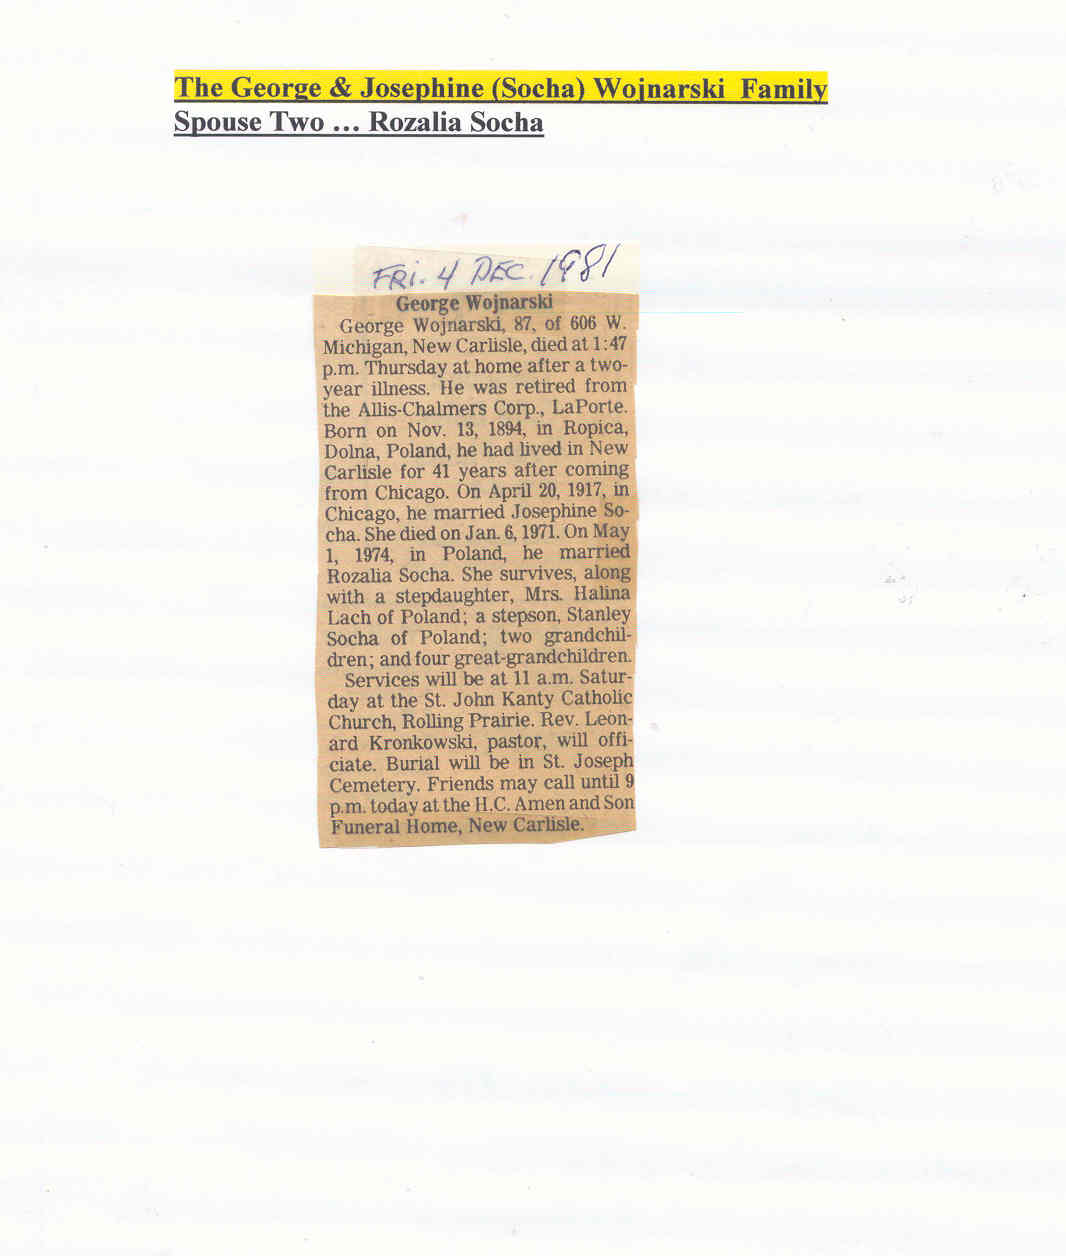 The George & Josephine (Socha) Wojnarski Family
Spouse Two ... Rozalia Socha
FRI. 4 DEC. 1981
George Wojnarski
George Wojnarski, 87, of 606 W.
Michigan, New Carlisle, died at 1:47
p.m. Thursday at home after a two-
year illness. He was retired from
the Allis-Chalmers Corp., LaPorte.
Born on Nov. 13, 1894, in Ropica,
Dolna, Poland, he had lived in New
Carlisle for 41 years after coming
from Chicago. On April 20, 1917, in
Chicago, he married Josephine So-
cha. She died on Jan. 6, 1971. On May
1, 1974, in Poland, he married
Rozalia Socha. She survives, along
with a stepdaughter, Mrs. Halina
Lach of Poland; a stepson, Stanley
Socha of Poland; two grandchil-
dren; and four great-grandchildren.
Services will be at 11 a.m. Satur-
day at the St. John Kanty Catholic
Church, Rolling Prairie. Rev. Leon-
ard Kronkowski, pastor, will offi-
ciate. Burial will be in St. Joseph
Cemetery. Friends may call until 9
p.m. today at the H.C. Amen and Son
Funeral Home, New Carlisle.